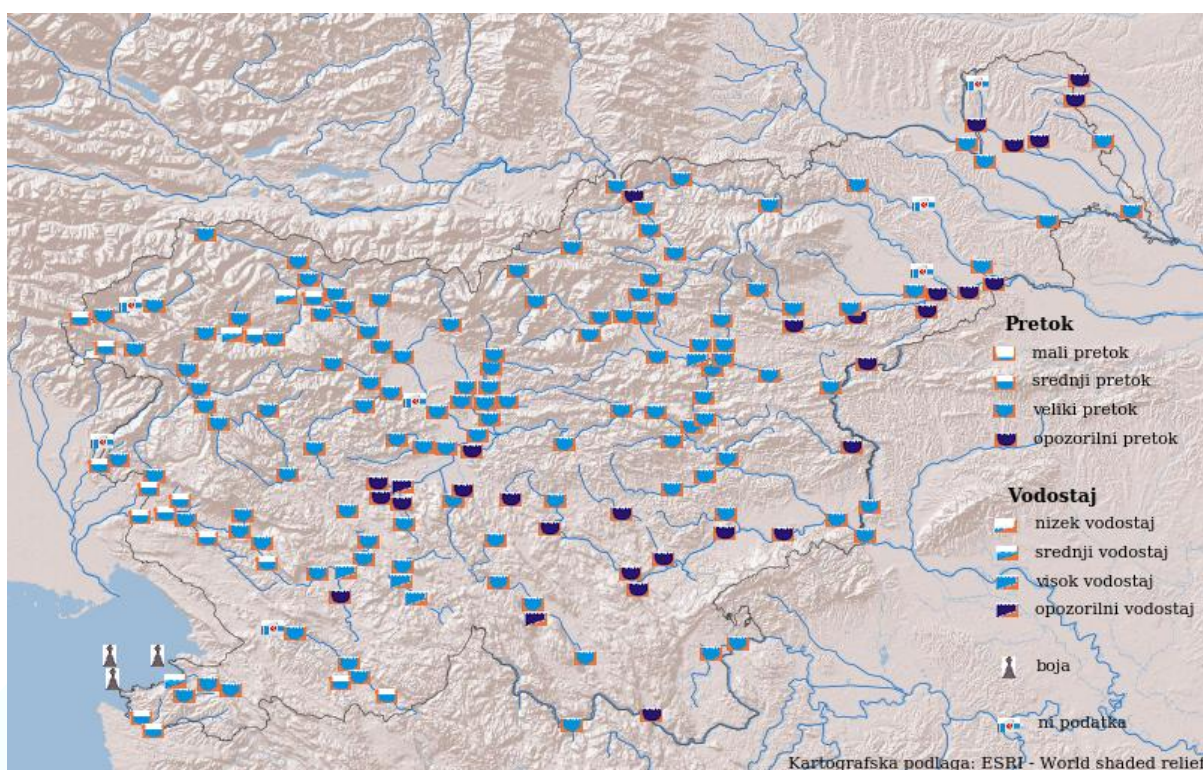 Pretok
mali pretok
srednji pretok
veliki pretok
opozorilni pretok
Vodostaj
nizek vodostaj
srednji vodostaj
visok vodostaj
opozorilni vodostaj
boja
ni podatka
Kartografska podlaga: ESRI - World shaded relie